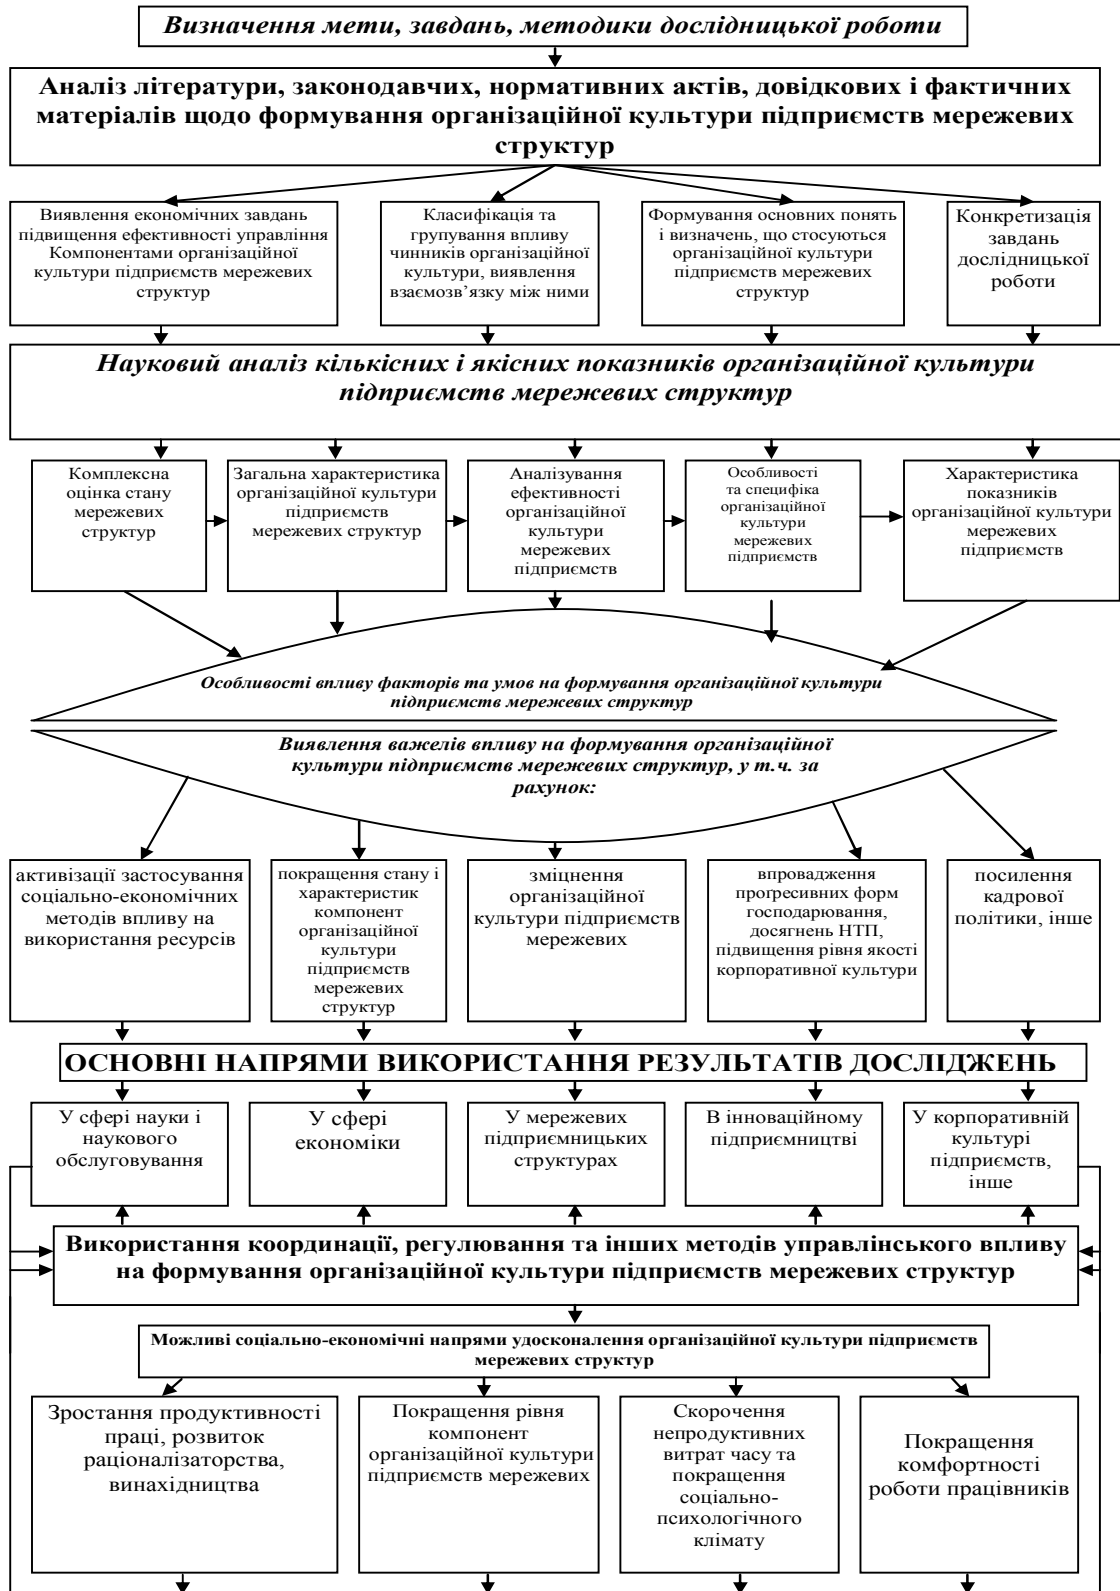 Визначення мети, завдань, методики дослідницької роботи
Аналіз літератури, законодавчих, нормативних актів, довідкових і фактичних
матеріалів щодо формування організаційної культури підприємств мережевих
структур
Виявлення економічних завдань
підвищення ефективності управління
Компонентами організаційної
культури підприємств мережевих
структур
Класифікація та
групування впливу
чинників організаційної
культури, виявлення
взаємозв’язку між ними
Формування основних понять
і визначень, що стосуються
організаційної культури
підприємств мережевих
структур
Конкретизація
завдань
дослідницької
роботи
Науковий аналіз кількісних і якісних показників організаційної культури
підприємств мережевих структур
Комплексна
оцінка стану
мережевих
структур
Загальна характеристика
організаційної культури
підприємств
мережевих структур
Аналізування
ефективності
організаційної
культури
мережевих
підприємств
Особливості
та специфіка
організаційної
культури
мережевих
підприємств
Характеристика
показників
організаційної культури
мережевих
підприємств
Особливості впливу факторів та умов на формування організаційної культури
підприємств мережевих структур
Виявлення важелів впливу на формування організаційної
культури підприємств мережевих структур, у т.ч. за
рахунок:
активізації застосування
соціально-економічних
методів впливу на
використання ресурсів
покращення стану і
характеристик
компонент
організаційної
культури
підприємств
мережевих
структур
зміцнення
організаційної
культури підприємств
мережевих
впровадження
прогресивних форм
господарювання,
досягнень НТП,
підвищення рівня якості
корпоративної культури
посилення
кадрової
політики, інше
ОСНОВНІ НАПРЯМИ ВИКОРИСТАННЯ РЕЗУЛЬТАТІВ ДОСЛІДЖЕНЬ
У сфері науки і
наукового
обслуговування
У сфері
економіки
У мережевих
підприємницьких
структурах
В інноваційному
підприємництві
У корпоративній
культурі
підприємств,
інше
Використання координації, регулювання та інших методів управлінського впливу
на формування організаційної культури підприємств мережевих структур
Можливі соціально-економічні напрями удосконалення організаційної культури підприємств
мережевих структур
Зростання продуктивності
праці, розвиток
раціоналізаторства,
винахідництва
Покращення рівня
компонент
організаційної культури
підприємств мережевих
Скорочення
непродуктивних
витрат часу та
покращення
соціально-
психологічного
клімату
Покращення
комфортності
роботи працівників